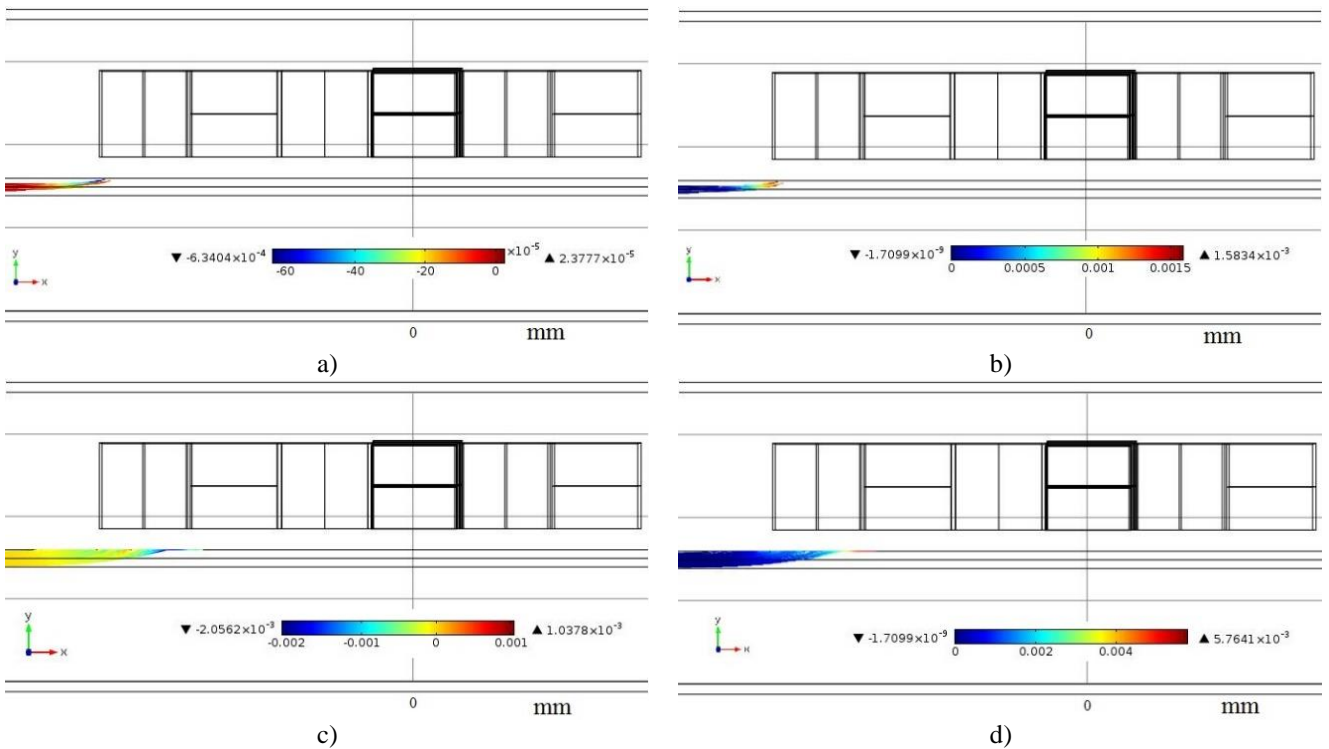 ▼ -6.3404×10⁻⁴ ×10⁻⁵ ▲ 2.3777×10⁻⁵
-60 -40 -20 0
y
x
0 mm
a)
▼ -1.7099×10⁻⁹ ▲ 1.5834×10⁻³
0 0.0005 0.001 0.0015
y
x
0 mm
b)
▼ -2.0562×10⁻³ ▲ 1.0378×10⁻³
-0.002 -0.001 0 0.001
y
x
0 mm
c)
▼ -1.7099×10⁻⁹ ▲ 5.7641×10⁻³
0 0.002 0.004
y
x
0 mm
d)